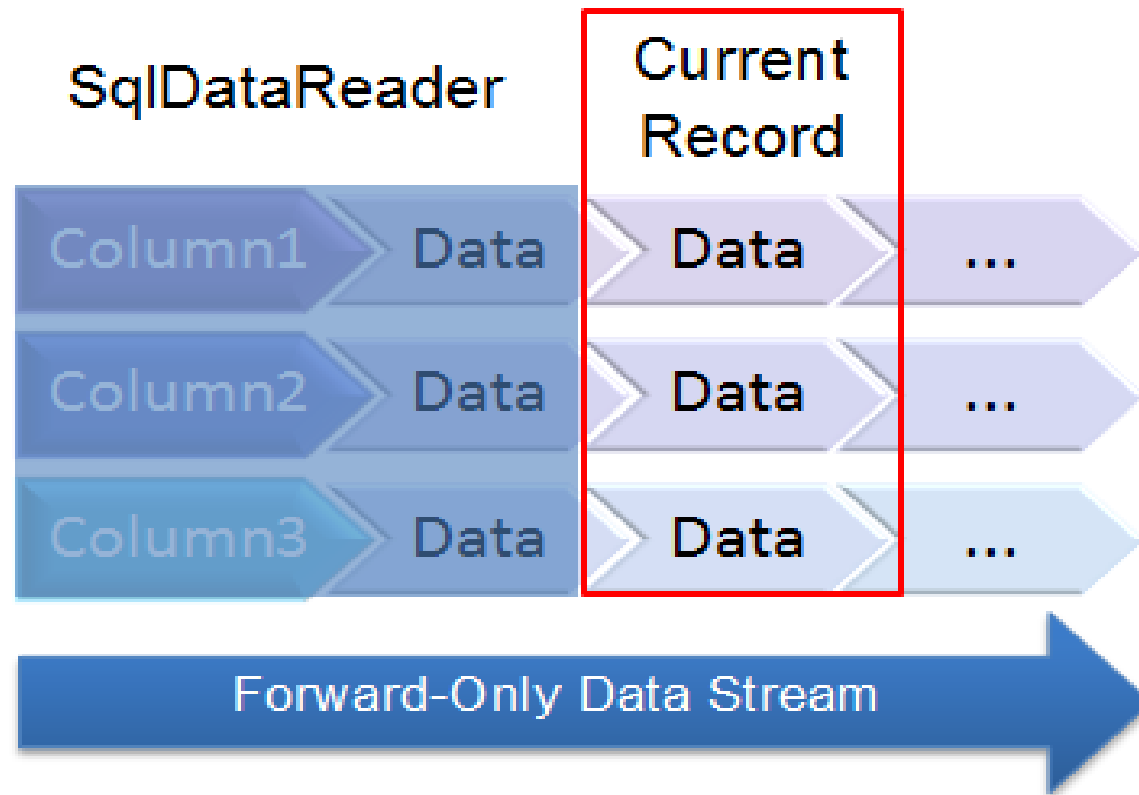 SqlDataReader
Current
Record
Column1 Data Data ...
Column2 Data Data ...
Column3 Data Data ...
Forward-Only Data Stream